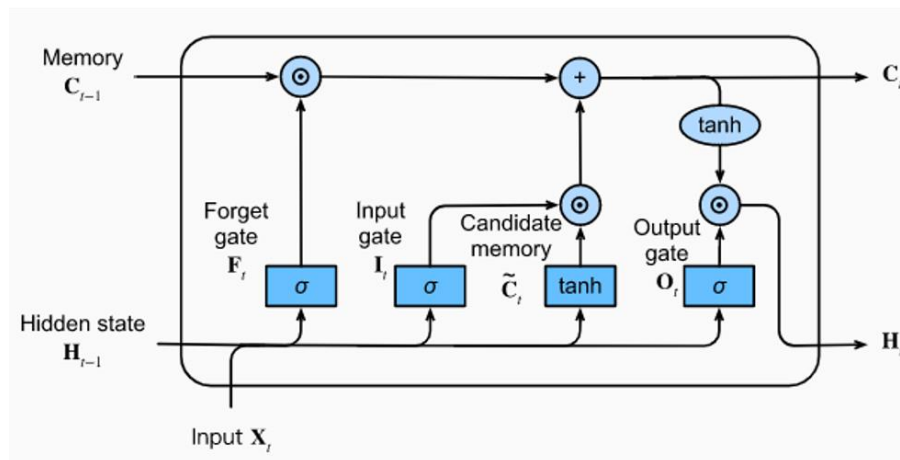 Memory
C_{t−1}
⊙
+
C_t
tanh
Forget
gate
F_t
Input
gate
I_t
Candidate
memory
C̃_t
⊙
Output
gate
O_t
⊙
σ
σ
tanh
σ
Hidden state
H_{t−1}
H_t
Input X_t